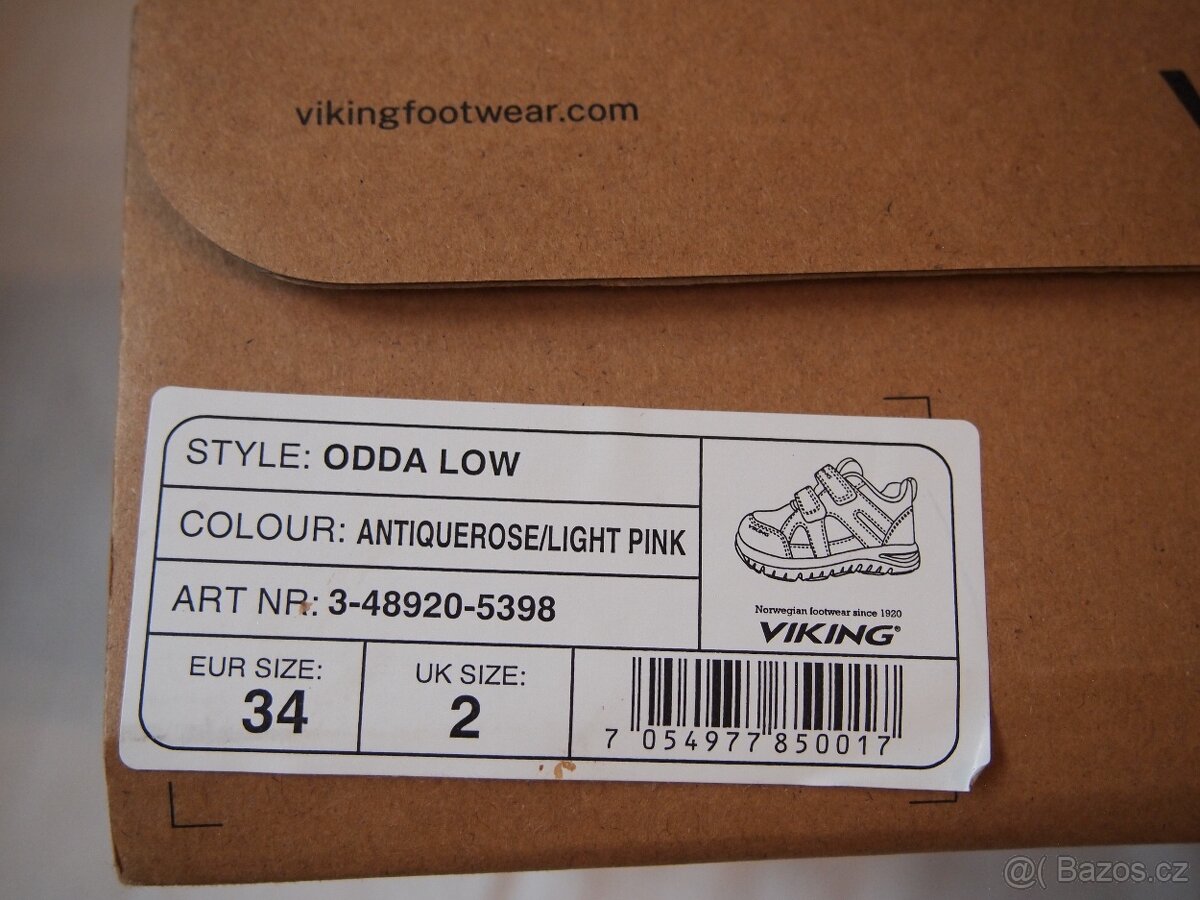 vikingfootwear.com
STYLE: ODDA LOW
COLOUR: ANTIQUEROSE/LIGHT PINK
ART NR: 3-48920-5398
VIKING
Norwegian footwear since 1920
VIKING®
EUR SIZE:
34
UK SIZE:
2
7 054977 850017
@( Bazos.cz